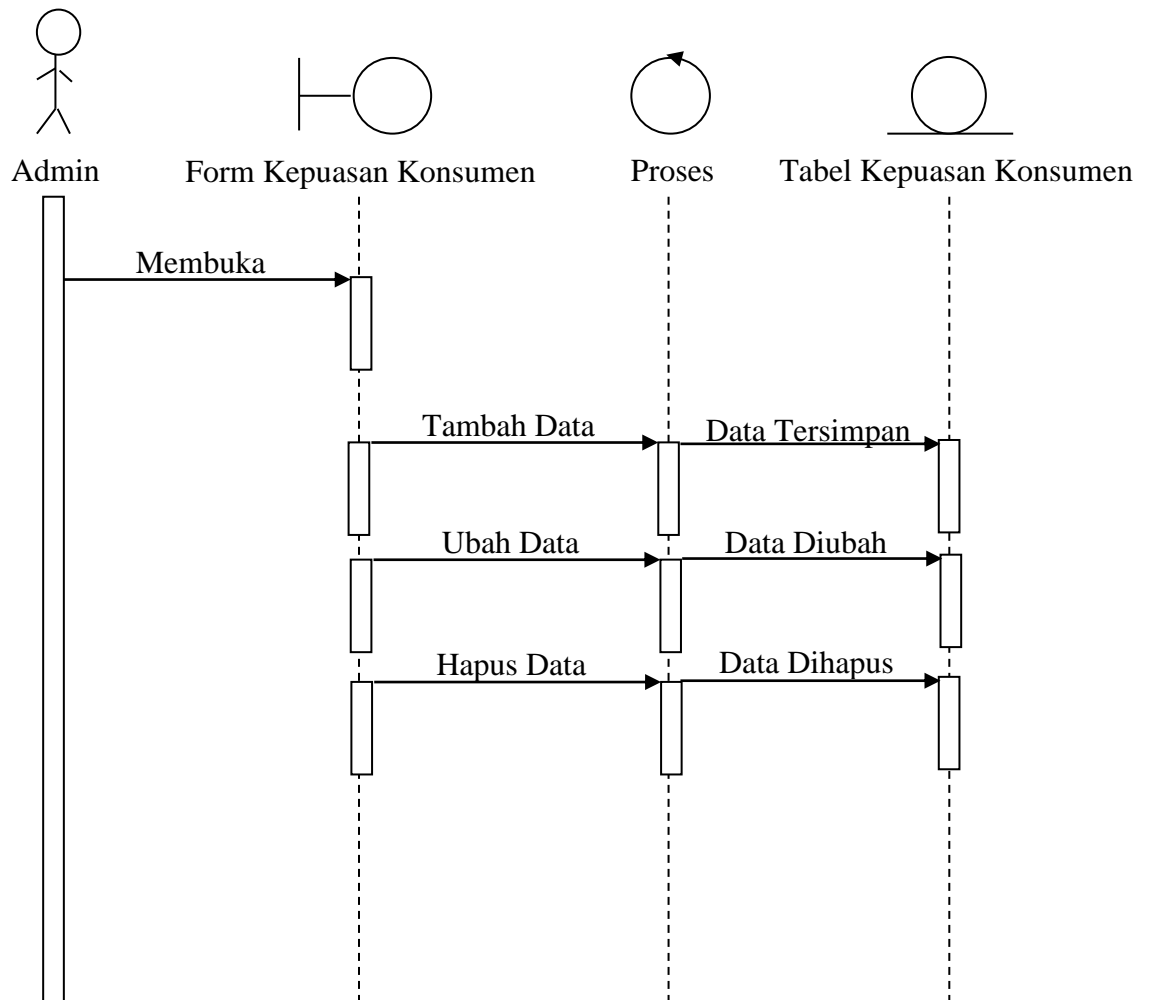 Admin
Form Kepuasan Konsumen
Proses
Tabel Kepuasan Konsumen
Membuka
Tambah Data
Data Tersimpan
Ubah Data
Data Diubah
Hapus Data
Data Dihapus